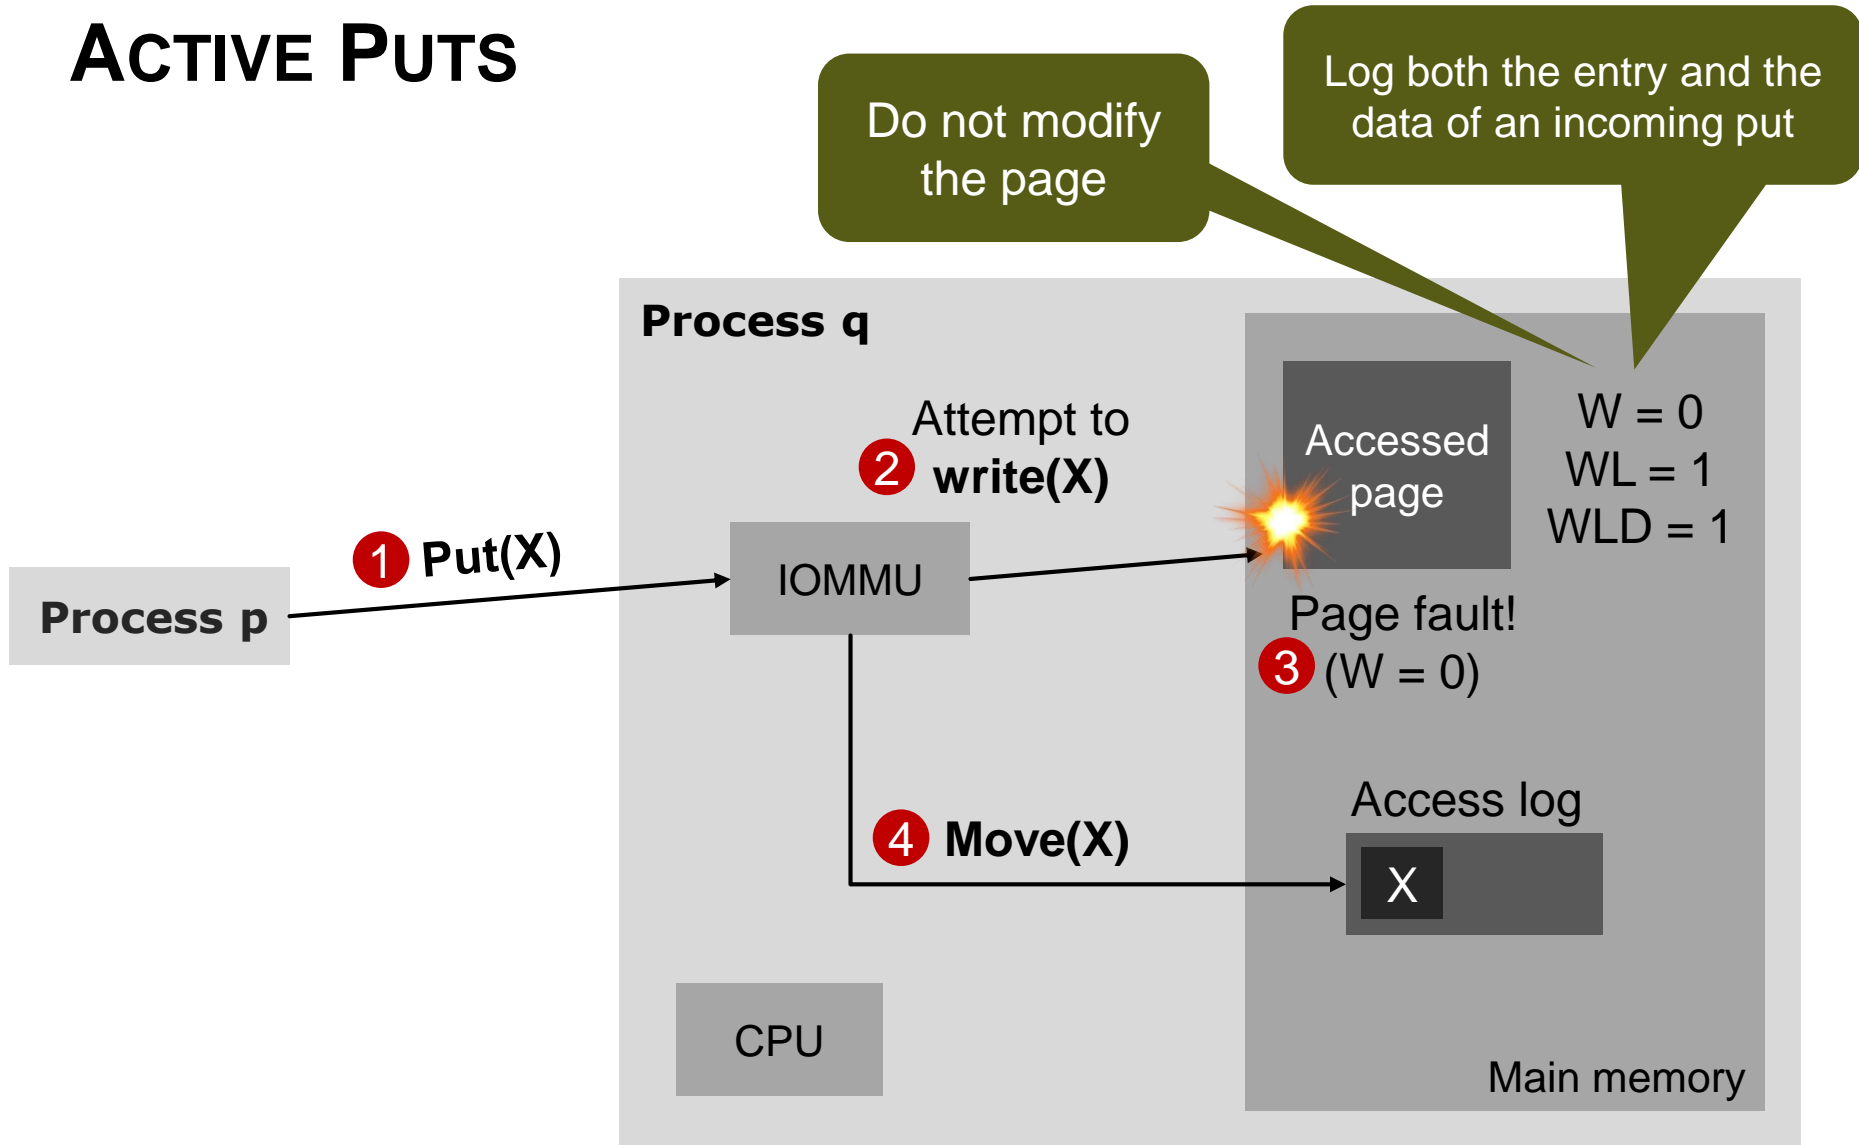 ACTIVE PUTS
Do not modify
the page
Log both the entry and the
data of an incoming put
Process q
Attempt to
2 write(X)
Accessed
page
W = 0
WL = 1
WLD = 1
1 Put(X)
IOMMU
Process p
Page fault!
3 (W = 0)
Access log
4 Move(X)
X
CPU
Main memory